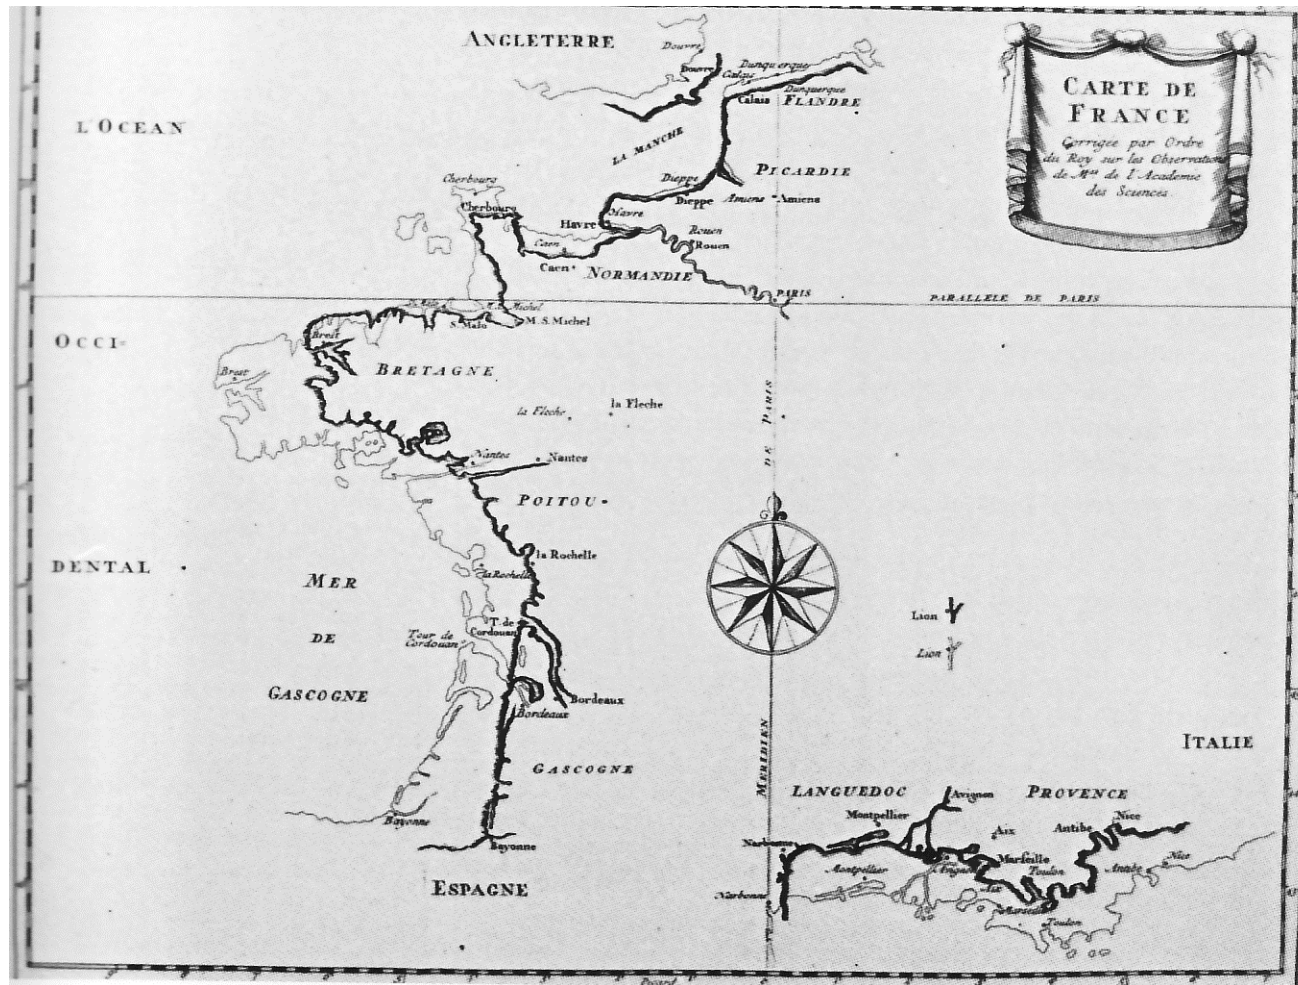 ANGLETERRE
Douvre
Douvre
Calais
Dunquerque
Dunquerque
Calais
FLANDRE
CARTE DE
FRANCE
Corrigée par Ordre
du Roy sur les Observations
de Mrs. de l'Academie
des Sciences.
L'OCEAN
LA MANCHE
PICARDIE
Cherbourg
Cherbourg
Dieppe
Dieppe
Amiens
Amiens
Havre
Havre
Rouen
Rouen
Caen
Caen
NORMANDIE
PARIS
PARALLELE DE PARIS
S. Malo
M. S. Michel
S. Malo
M. S. Michel
OCCI-
Brest
Brest
BRETAGNE
la Fleche
la Fleche
MERIDIEN DE PARIS
Nantes
Nantes
POITOU
la Rochelle
la Rochelle
DENTAL
MER
DE
GASCOGNE
T. de
Cordouan
Tour de
Cordouan
Lion
Lion
Bordeaux
Bordeaux
GASCOGNE
ITALIE
LANGUEDOC
Avignon
PROVENCE
Montpellier
Aix
Antibe
Nice
Bayonne
Bayonne
Narbonne
Marseille
Montpellier
Avignon
Toulon
Antibe
Nice
ESPAGNE
Narbonne
Aix
Marseille
Toulon
Picard